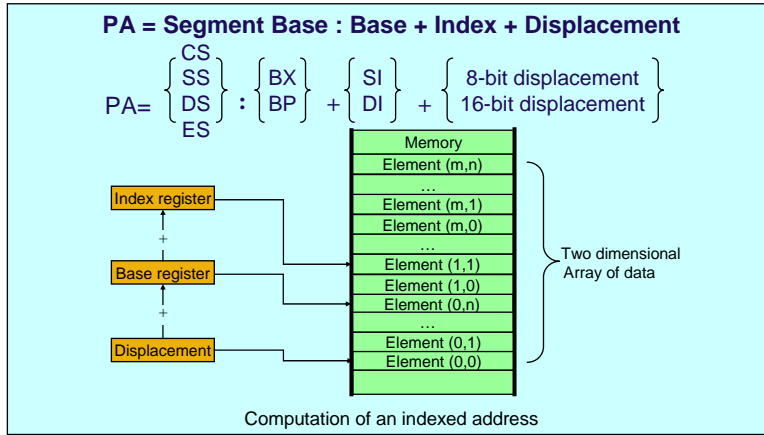 PA = Segment Base : Base + Index + Displacement
CS
SS BX SI 8-bit displacement
PA= DS : BP + DI + 16-bit displacement
ES
Memory
Element (m,n)
…
Index register
Element (m,1)
Element (m,0)
+
…
Two dimensional
Array of data
Base register
Element (1,1)
Element (1,0)
Element (0,n)
+
…
Displacement
Element (0,1)
Element (0,0)
Computation of an indexed address